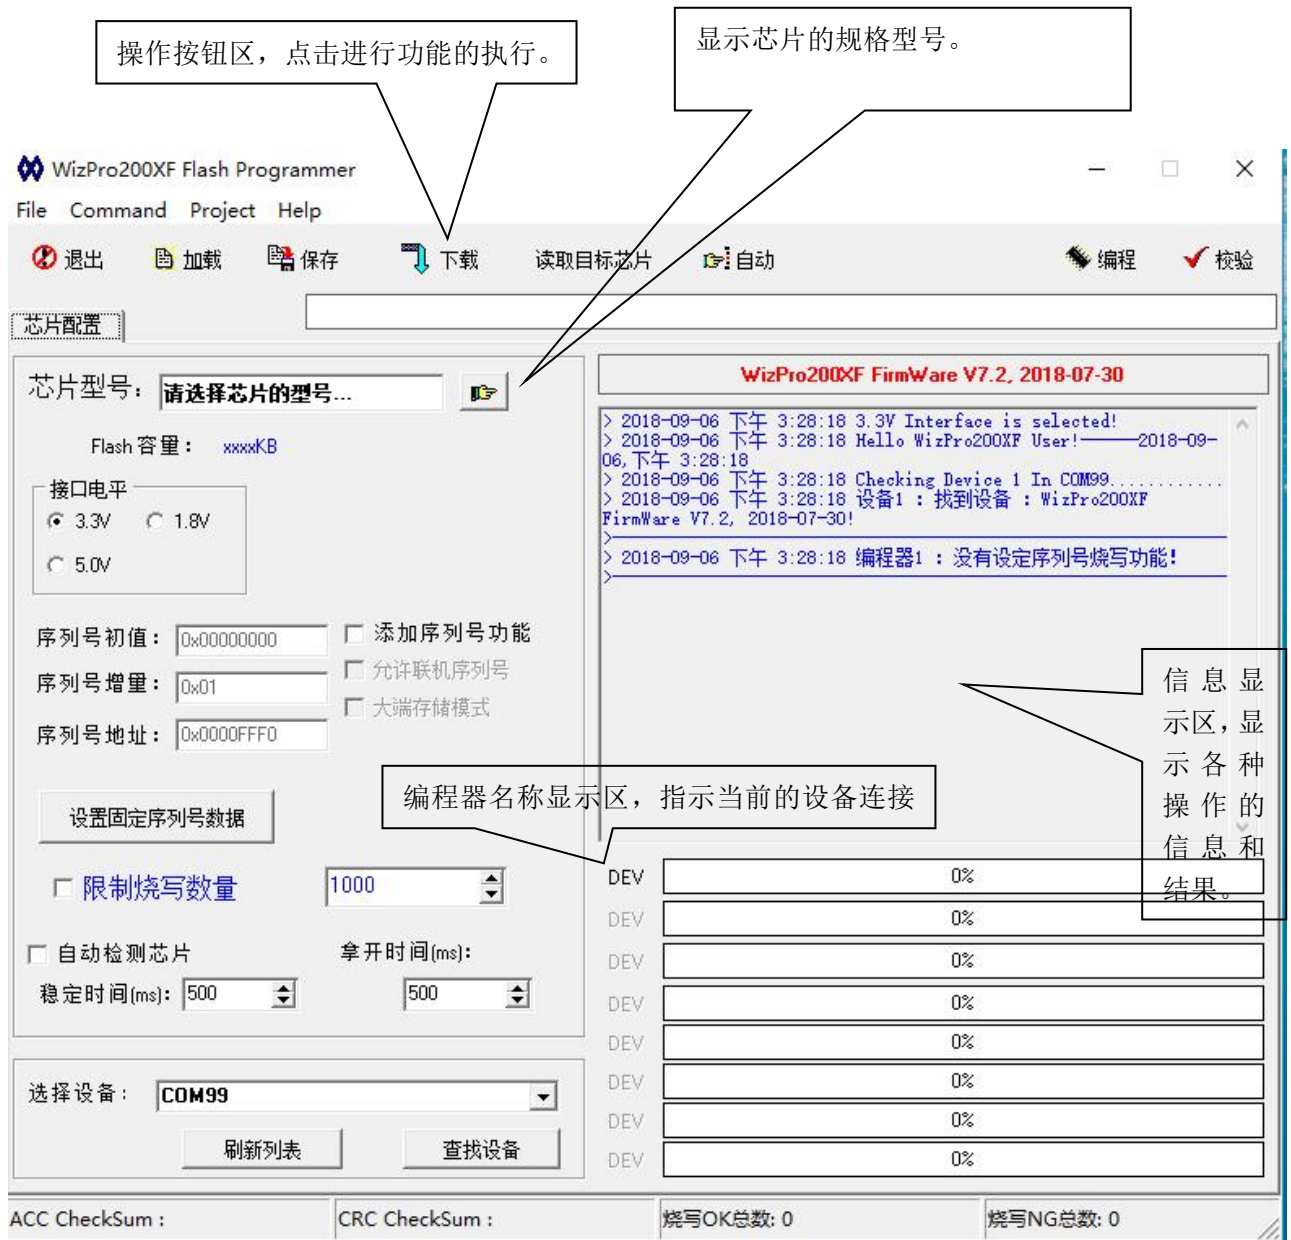 操作按钮区，点击进行功能的执行。
显示芯片的规格型号。
WizPro200XF Flash Programmer
File Command Project Help
退出 加载 保存 下载 读取目标芯片 自动 编程 校验
芯片配置
芯片型号： 请选择芯片的型号...
Flash容量： xxxxKB
接口电平
3.3V 1.8V
5.0V
序列号初值： 0x00000000 添加序列号功能
序列号增量： 0x01 允许联机序列号
大端存储模式
序列号地址： 0x0000FFF0
设置固定序列号数据
限制烧写数量 1000
自动检测芯片 拿开时间(ms):
稳定时间(ms): 500 500
选择设备: COM99
刷新列表 查找设备
WizPro200XF FirmWare V7.2, 2018-07-30
> 2018-09-06 下午 3:28:18 3.3V Interface is selected!
> 2018-09-06 下午 3:28:18 Hello WizPro200XF User!————2018-09-
06,下午 3:28:18
> 2018-09-06 下午 3:28:18 Checking Device 1 In COM99............
> 2018-09-06 下午 3:28:18 设备1 : 找到设备 : WizPro200XF
FirmWare V7.2, 2018-07-30!
>————————————————
> 2018-09-06 下午 3:28:18 编程器1 : 没有设定序列号烧写功能!
>————————————————
信息显
示区，显
示各种
操作的
信息和
结果。
编程器名称显示区，指示当前的设备连接
DEV 0%
DEV 0%
DEV 0%
DEV 0%
DEV 0%
DEV 0%
DEV 0%
DEV 0%
ACC CheckSum : CRC CheckSum : 烧写OK总数: 0 烧写NG总数: 0